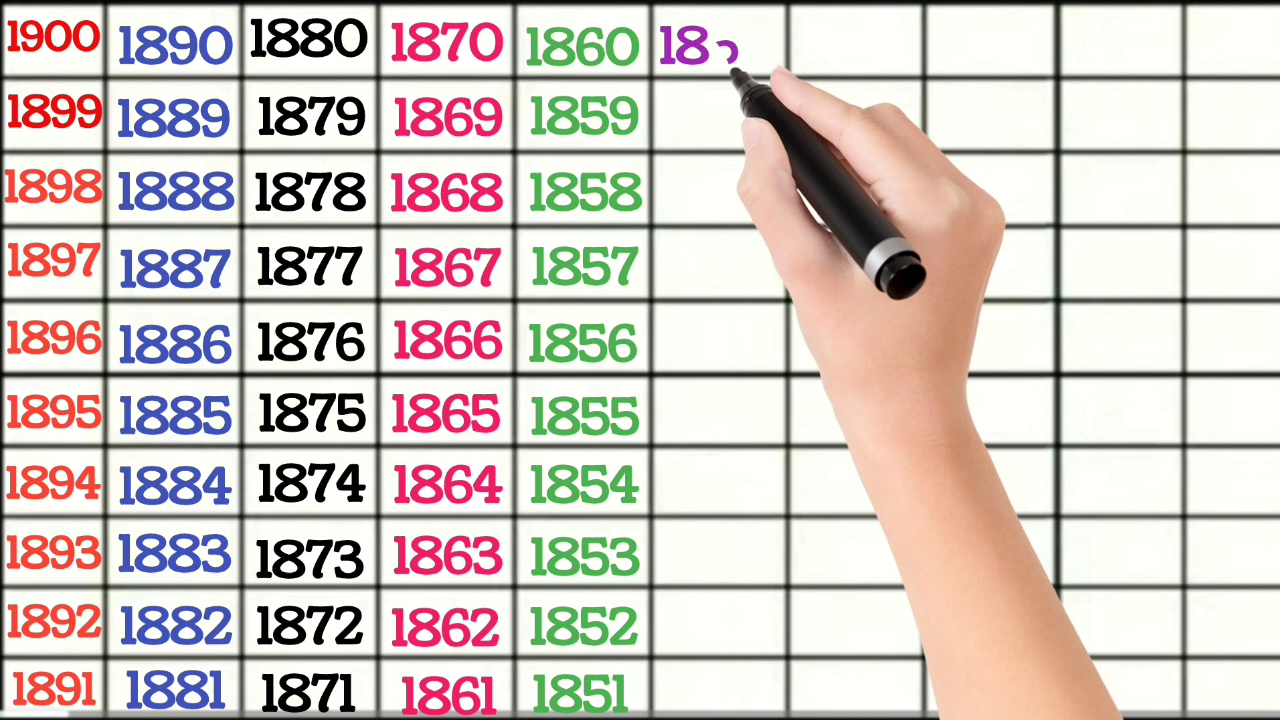 1900 1890 1880 1870 1860 18
1899 1889 1879 1869 1859
1898 1888 1878 1868 1858
1897 1887 1877 1867 1857
1896 1886 1876 1866 1856
1895 1885 1875 1865 1855
1894 1884 1874 1864 1854
1893 1883 1873 1863 1853
1892 1882 1872 1862 1852
1891 1881 1871 1861 1851